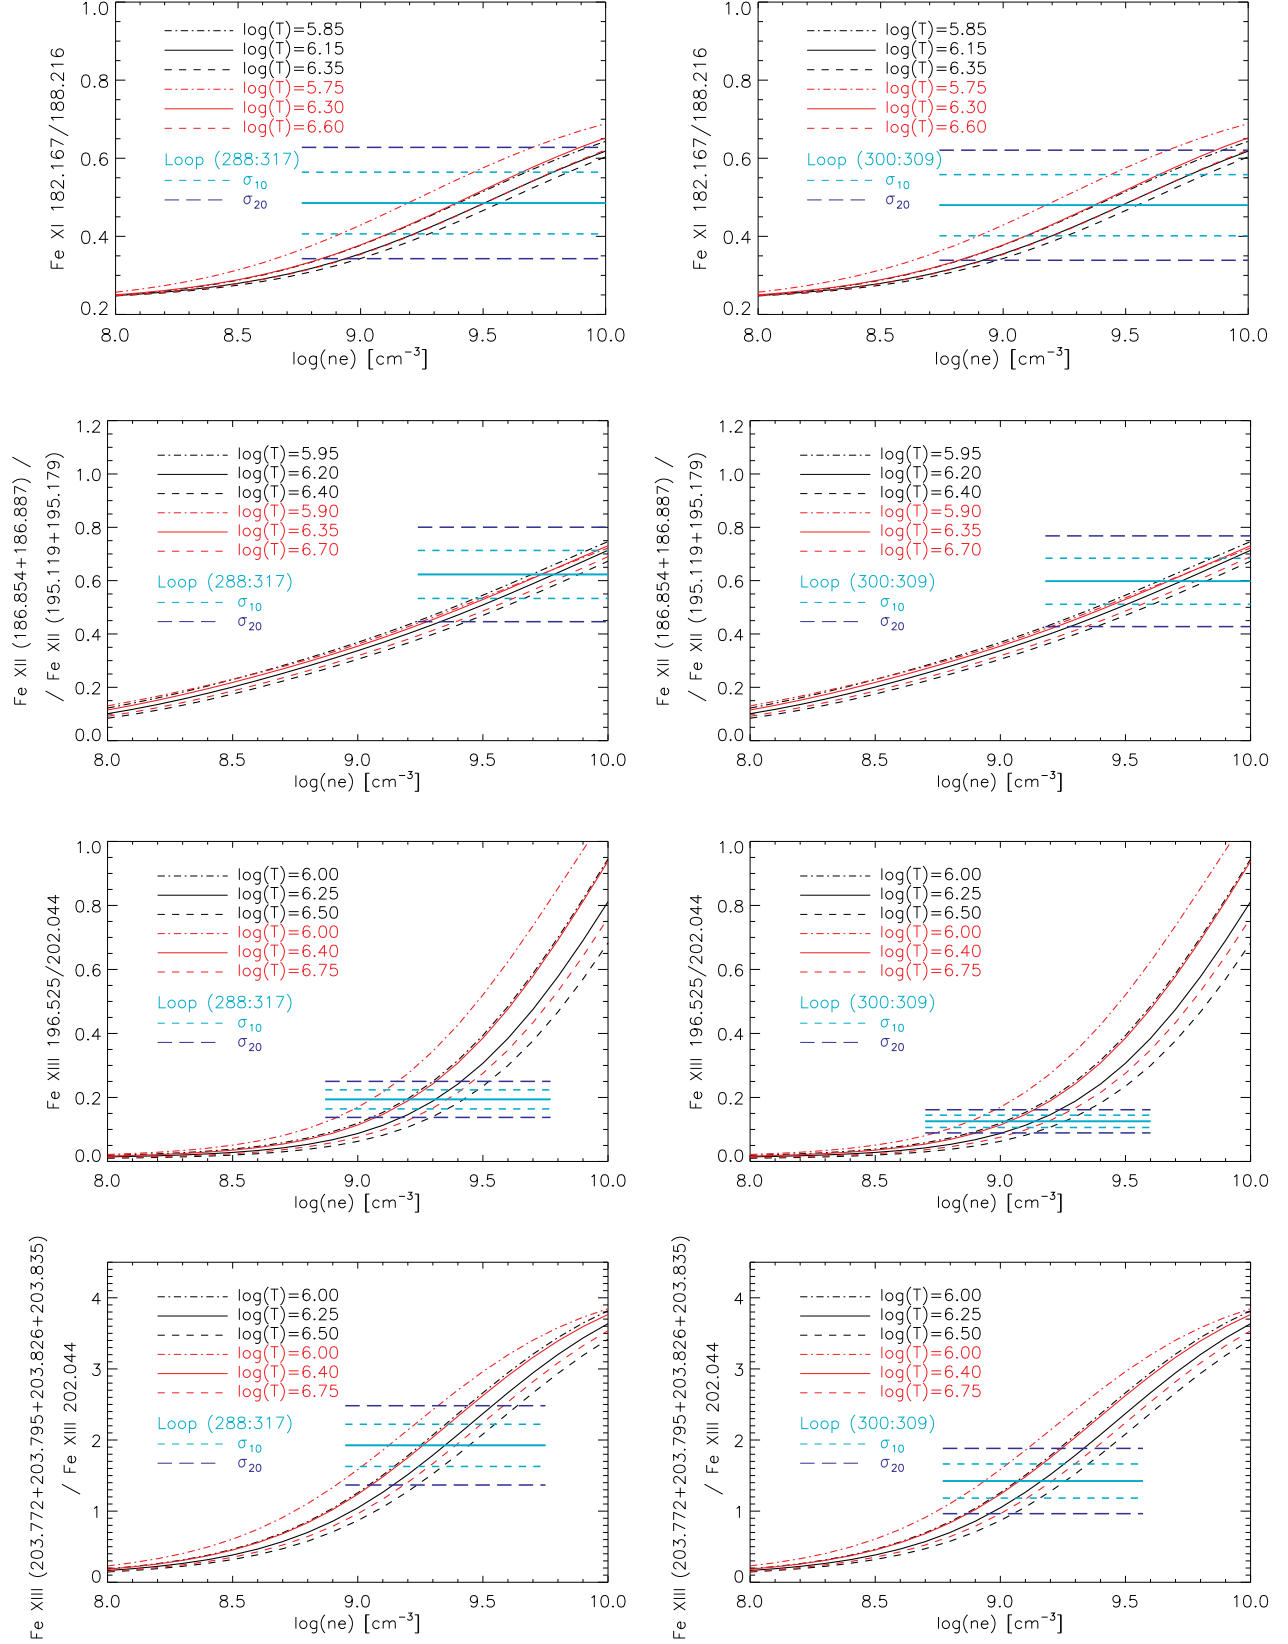 Fe XI 182.167/188.216
1.0
0.8
0.6
0.4
0.2
log(T)=5.85
log(T)=6.15
log(T)=6.35
log(T)=5.75
log(T)=6.30
log(T)=6.60
Loop (288:317)
σ10
σ20
8.0 8.5 9.0 9.5 10.0
log(ne) [cm⁻³]
Fe XI 182.167/188.216
1.0
0.8
0.6
0.4
0.2
log(T)=5.85
log(T)=6.15
log(T)=6.35
log(T)=5.75
log(T)=6.30
log(T)=6.60
Loop (300:309)
σ10
σ20
8.0 8.5 9.0 9.5 10.0
log(ne) [cm⁻³]
Fe XII (186.854+186.887) /
/ Fe XII (195.119+195.179)
1.2
1.0
0.8
0.6
0.4
0.2
0.0
log(T)=5.95
log(T)=6.20
log(T)=6.40
log(T)=5.90
log(T)=6.35
log(T)=6.70
Loop (288:317)
σ10
σ20
8.0 8.5 9.0 9.5 10.0
log(ne) [cm⁻³]
Fe XII (186.854+186.887) /
/ Fe XII (195.119+195.179)
1.2
1.0
0.8
0.6
0.4
0.2
0.0
log(T)=5.95
log(T)=6.20
log(T)=6.40
log(T)=5.90
log(T)=6.35
log(T)=6.70
Loop (300:309)
σ10
σ20
8.0 8.5 9.0 9.5 10.0
log(ne) [cm⁻³]
Fe XIII 196.525/202.044
1.0
0.8
0.6
0.4
0.2
0.0
log(T)=6.00
log(T)=6.25
log(T)=6.50
log(T)=6.00
log(T)=6.40
log(T)=6.75
Loop (288:317)
σ10
σ20
8.0 8.5 9.0 9.5 10.0
log(ne) [cm⁻³]
Fe XIII 196.525/202.044
1.0
0.8
0.6
0.4
0.2
0.0
log(T)=6.00
log(T)=6.25
log(T)=6.50
log(T)=6.00
log(T)=6.40
log(T)=6.75
Loop (300:309)
σ10
σ20
8.0 8.5 9.0 9.5 10.0
log(ne) [cm⁻³]
Fe XIII (203.772+203.795+203.826+203.835)
/ Fe XIII 202.044
4
3
2
1
0
log(T)=6.00
log(T)=6.25
log(T)=6.50
log(T)=6.00
log(T)=6.40
log(T)=6.75
Loop (288:317)
σ10
σ20
8.0 8.5 9.0 9.5 10.0
log(ne) [cm⁻³]
Fe XIII (203.772+203.795+203.826+203.835)
/ Fe XIII 202.044
4
3
2
1
0
log(T)=6.00
log(T)=6.25
log(T)=6.50
log(T)=6.00
log(T)=6.40
log(T)=6.75
Loop (300:309)
σ10
σ20
8.0 8.5 9.0 9.5 10.0
log(ne) [cm⁻³]